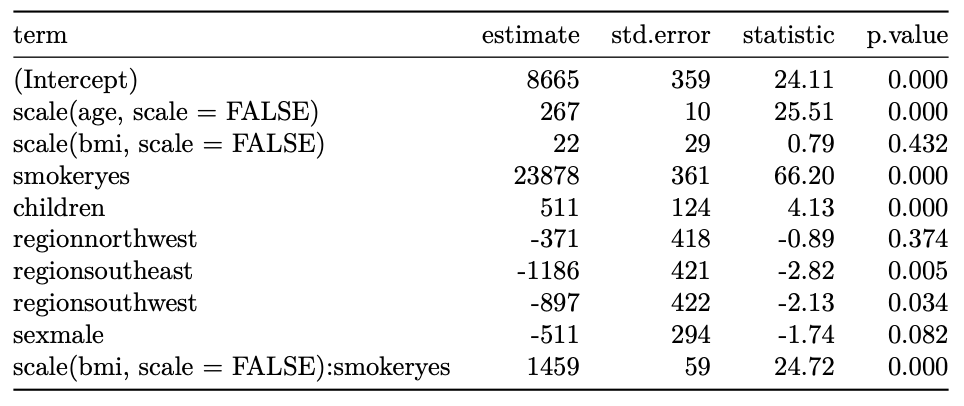 term estimate std.error statistic p.value
(Intercept) 8665 359 24.11 0.000
scale(age, scale = FALSE) 267 10 25.51 0.000
scale(bmi, scale = FALSE) 22 29 0.79 0.432
smokeryes 23878 361 66.20 0.000
children 511 124 4.13 0.000
regionnorthwest -371 418 -0.89 0.374
regionsoutheast -1186 421 -2.82 0.005
regionsouthwest -897 422 -2.13 0.034
sexmale -511 294 -1.74 0.082
scale(bmi, scale = FALSE):smokeryes 1459 59 24.72 0.000